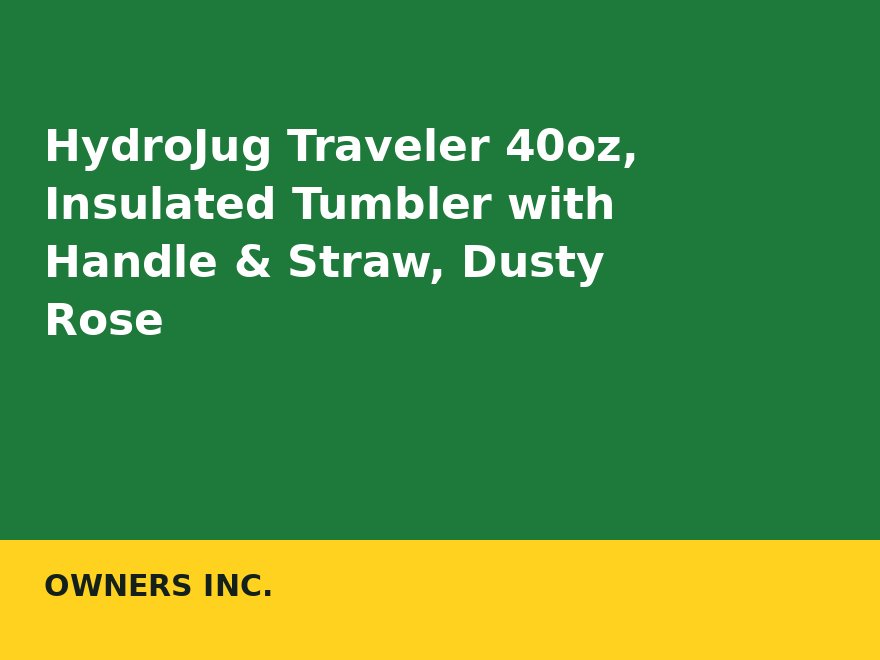 HydroJug Traveler 40oz,
Insulated Tumbler with
Handle & Straw, Dusty
Rose
OWNERS INC.